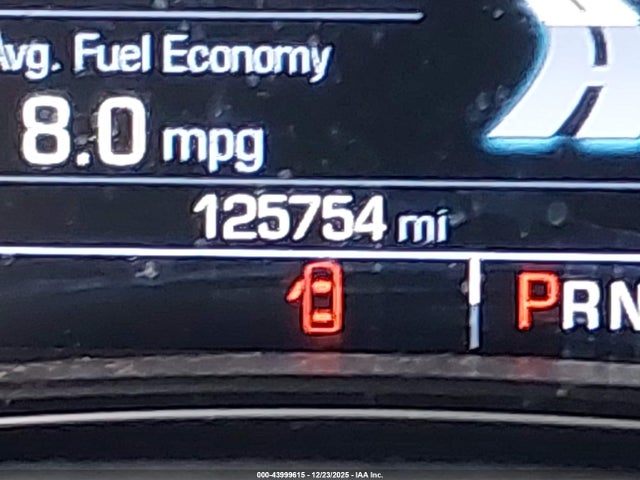 Avg. Fuel Economy
8.0 mpg
125754 mi
PRN
000-43999615 - 12/23/2025 - IAA Inc.